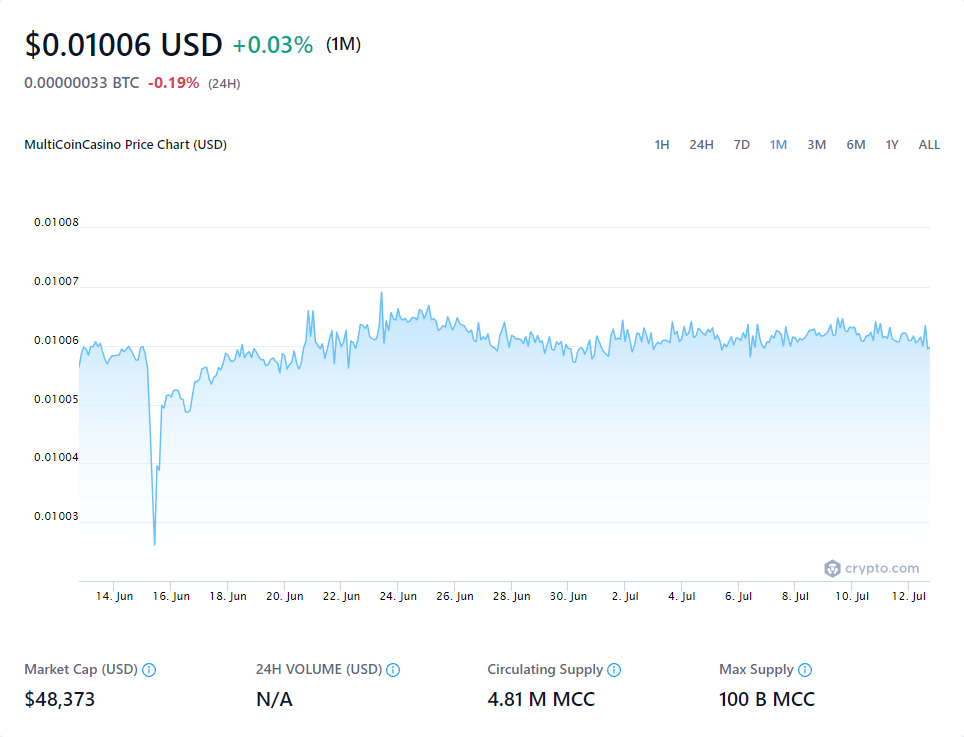 $0.01006 USD +0.03% (1M)
0.00000033 BTC -0.19% (24H)
MultiCoinCasino Price Chart (USD) 1H 24H 7D 1M 3M 6M 1Y ALL
0.01008
0.01007
0.01006
0.01005
0.01004
0.01003
crypto.com
14. Jun 16. Jun 18. Jun 20. Jun 22. Jun 24. Jun 26. Jun 28. Jun 30. Jun 2. Jul 4. Jul 6. Jul 8. Jul 10. Jul 12. Jul
Market Cap (USD) 24H VOLUME (USD) Circulating Supply Max Supply
$48,373 N/A 4.81 M MCC 100 B MCC